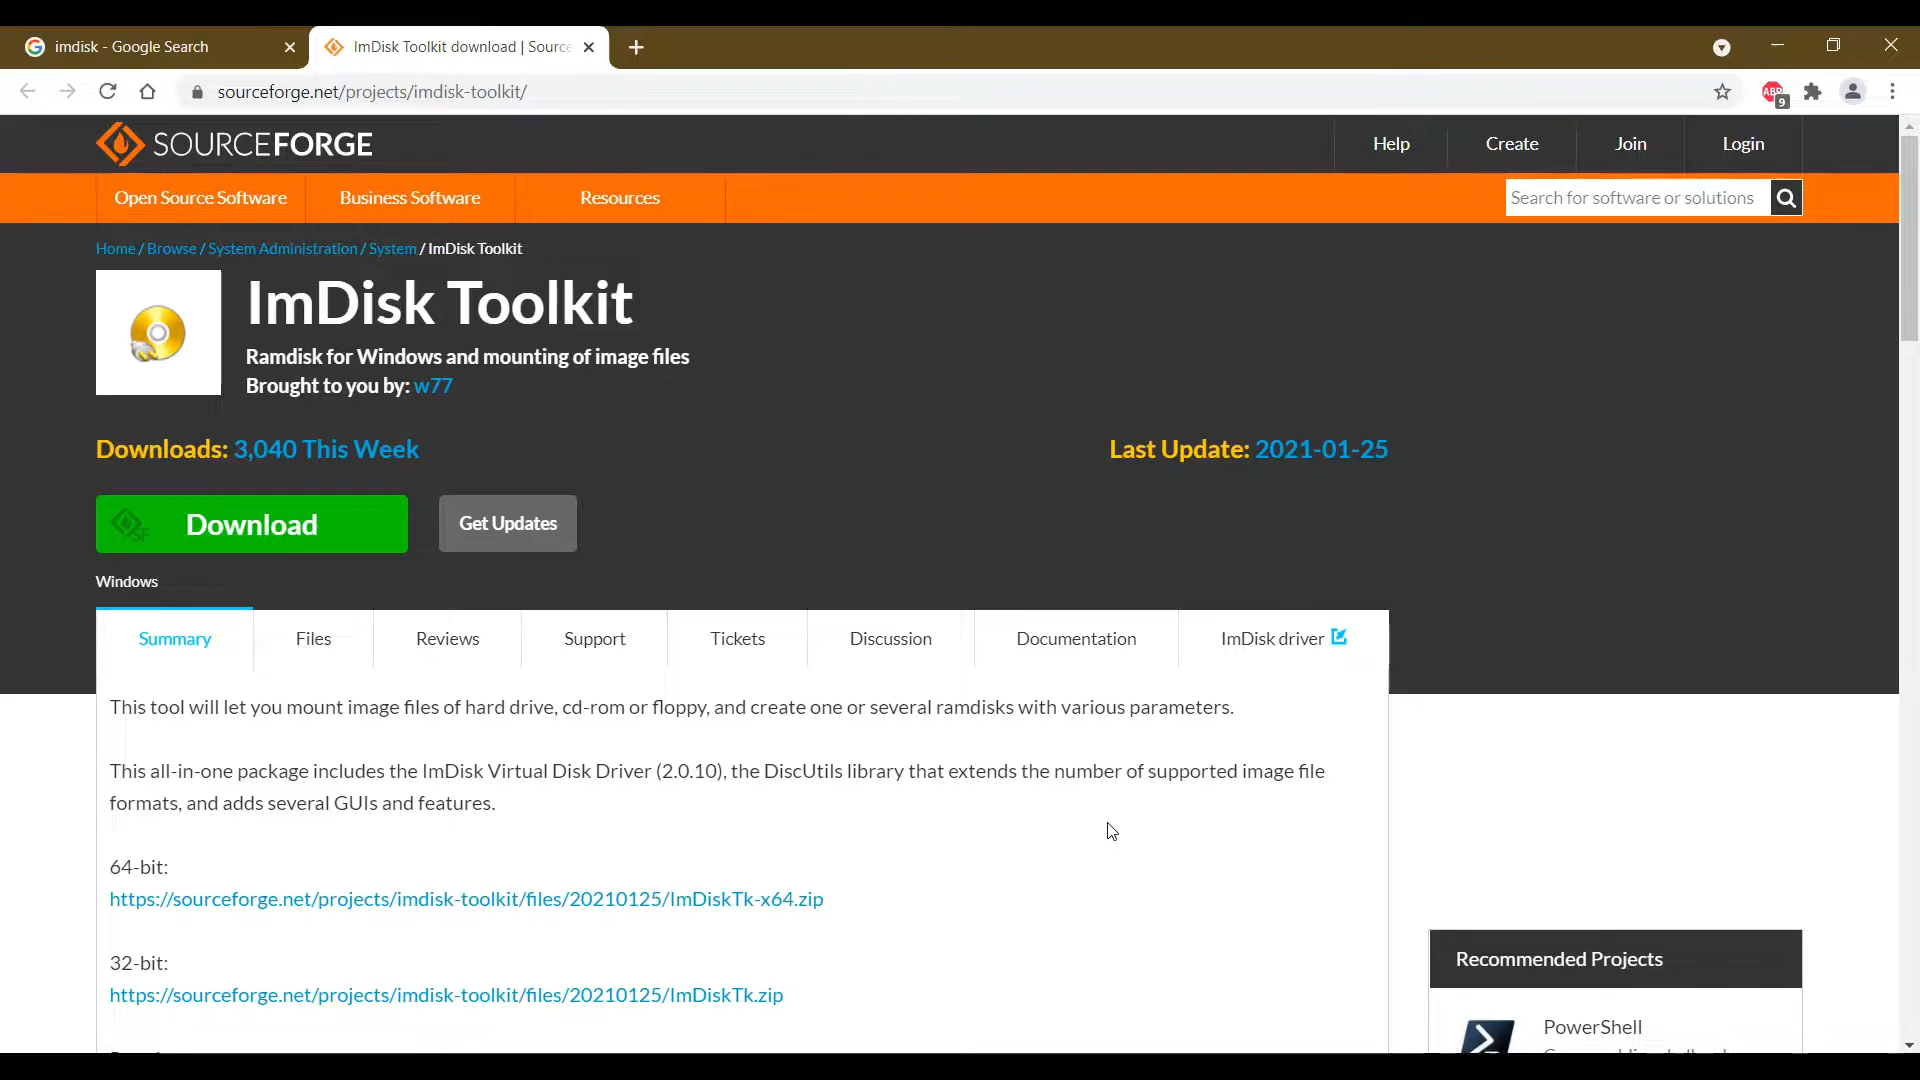 imdisk - Google Search
ImDisk Toolkit download | Source
sourceforge.net/projects/imdisk-toolkit/
ABP
9
SOURCEFORGE
Help
Create
Join
Login
Open Source Software
Business Software
Resources
Search for software or solutions
Home / Browse / System Administration / System / ImDisk Toolkit
ImDisk Toolkit
Ramdisk for Windows and mounting of image files
Brought to you by: w77
Downloads: 3,040 This Week
Last Update: 2021-01-25
SF
Download
Get Updates
Windows
Summary
Files
Reviews
Support
Tickets
Discussion
Documentation
ImDisk driver
This tool will let you mount image files of hard drive, cd-rom or floppy, and create one or several ramdisks with various parameters.
This all-in-one package includes the ImDisk Virtual Disk Driver (2.0.10), the DiscUtils library that extends the number of supported image file
formats, and adds several GUIs and features.
64-bit:
https://sourceforge.net/projects/imdisk-toolkit/files/20210125/ImDiskTk-x64.zip
32-bit:
https://sourceforge.net/projects/imdisk-toolkit/files/20210125/ImDiskTk.zip
Recommended Projects
PowerShell